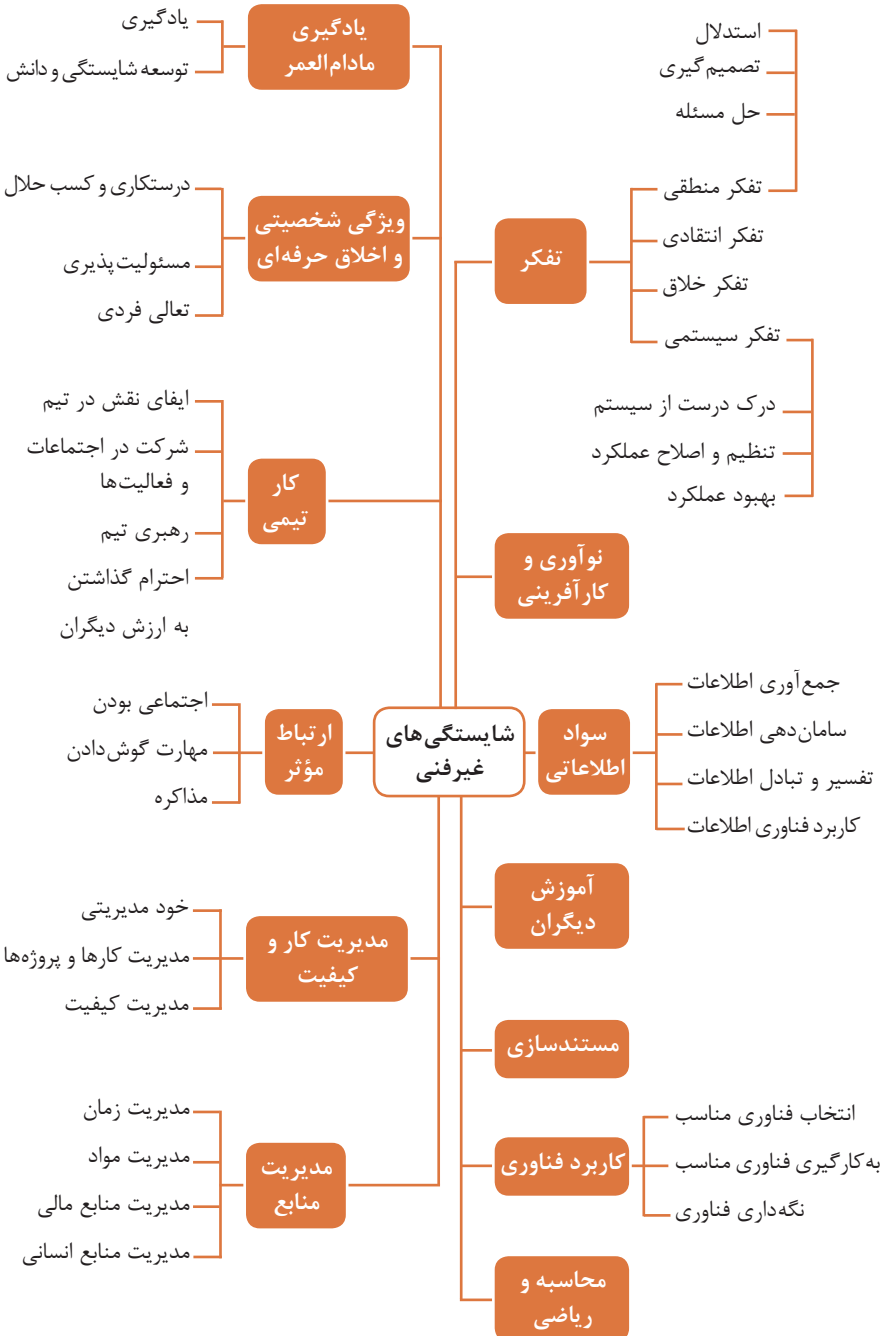 شایستگی‌های
غیرفنی
تفکر
تفکر منطقی
استدلال
تصمیم‌گیری
حل مسئله
تفکر انتقادی
تفکر خلاق
تفکر سیستمی
درک درست از سیستم
تنظیم و اصلاح عملکرد
بهبود عملکرد
نوآوری و
کارآفرینی
سواد
اطلاعاتی
جمع‌آوری اطلاعات
سامان‌دهی اطلاعات
تفسیر و تبادل اطلاعات
کاربرد فناوری اطلاعات
آموزش
دیگران
مستندسازی
کاربرد فناوری
انتخاب فناوری مناسب
به‌کارگیری فناوری مناسب
نگه‌داری فناوری
محاسبه و
ریاضی
یادگیری
مادام‌العمر
یادگیری
توسعه شایستگی و دانش
ویژگی شخصیتی
و اخلاق حرفه‌ای
درستکاری و کسب حلال
مسئولیت‌پذیری
تعالی فردی
کار
تیمی
ایفای نقش در تیم
شرکت در اجتماعات
و فعالیت‌ها
رهبری تیم
احترام گذاشتن
به ارزش دیگران
ارتباط
مؤثر
اجتماعی بودن
مهارت گوش‌دادن
مذاکره
مدیریت کار و
کیفیت
خود مدیریتی
مدیریت کارها و پروژه‌ها
مدیریت کیفیت
مدیریت
منابع
مدیریت زمان
مدیریت مواد
مدیریت منابع مالی
مدیریت منابع انسانی